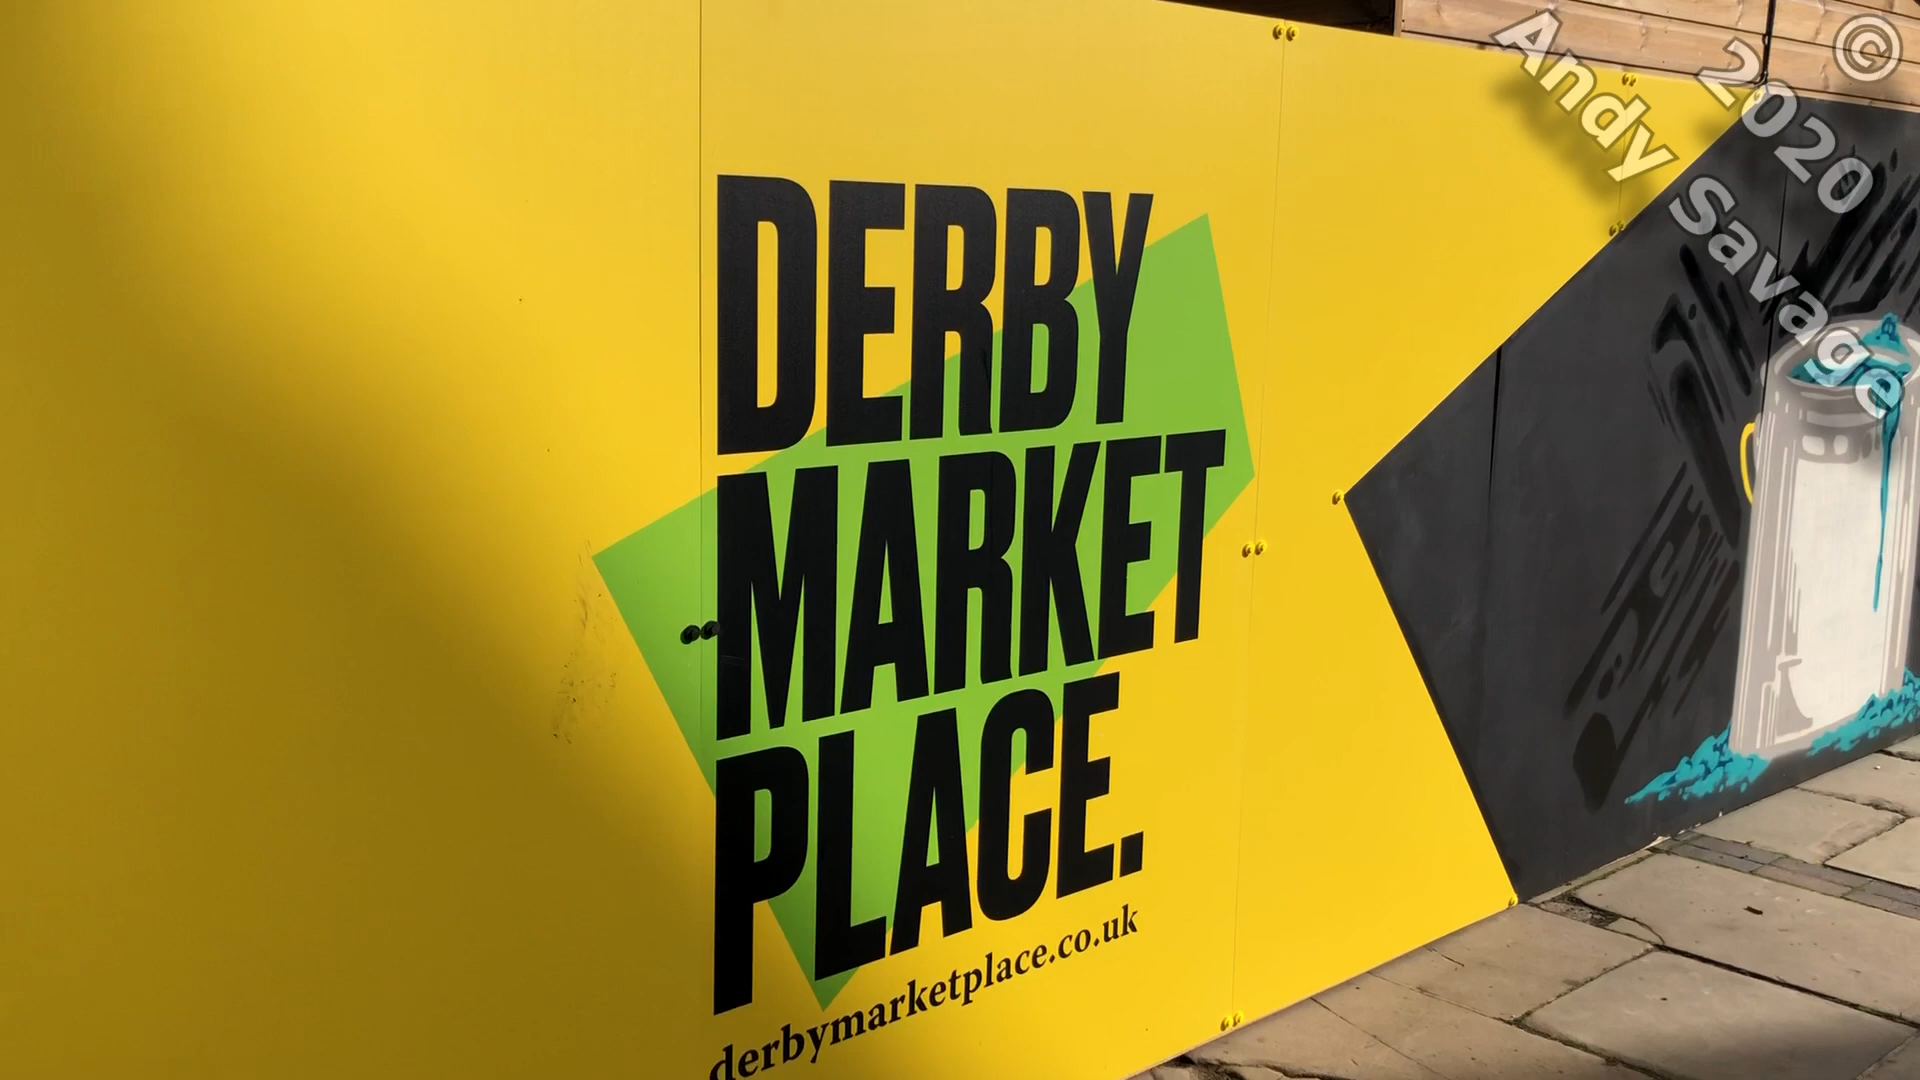 DERBY
MARKET
PLACE.
derbymarketplace.co.uk
© 2020
Andy Savage